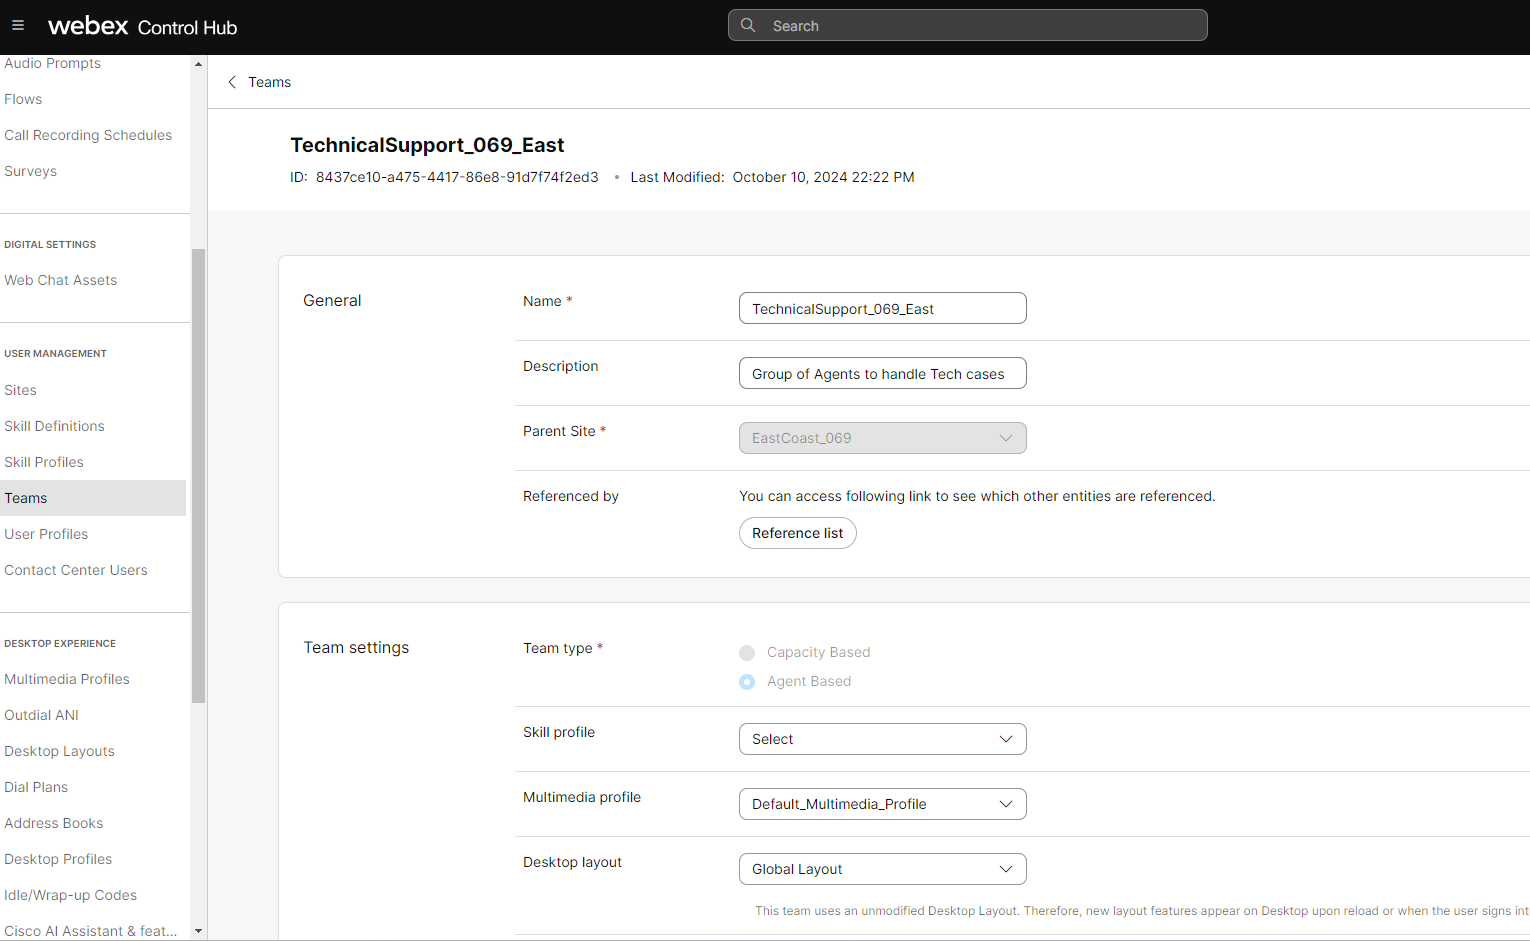 webex Control Hub
Search
Audio Prompts
Flows
Call Recording Schedules
Surveys
DIGITAL SETTINGS
Web Chat Assets
USER MANAGEMENT
Sites
Skill Definitions
Skill Profiles
Teams
User Profiles
Contact Center Users
DESKTOP EXPERIENCE
Multimedia Profiles
Outdial ANI
Desktop Layouts
Dial Plans
Address Books
Desktop Profiles
Idle/Wrap-up Codes
Cisco AI Assistant & feat...
Teams
TechnicalSupport_069_East
ID: 8437ce10-a475-4417-86e8-91d7f74f2ed3 • Last Modified: October 10, 2024 22:22 PM
General
Name *
TechnicalSupport_069_East
Description
Group of Agents to handle Tech cases
Parent Site *
EastCoast_069
Referenced by
You can access following link to see which other entities are referenced.
Reference list
Team settings
Team type *
Capacity Based
Agent Based
Skill profile
Select
Multimedia profile
Default_Multimedia_Profile
Desktop layout
Global Layout
This team uses an unmodified Desktop Layout. Therefore, new layout features appear on Desktop upon reload or when the user signs int